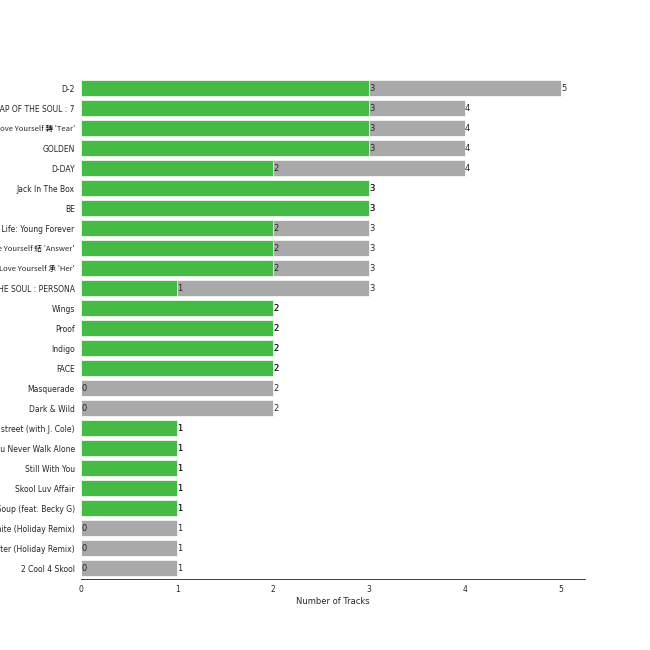 D-2 3 5
AP OF THE SOUL : 7 3 4
ove Yourself 轉 'Tear' 3 4
GOLDEN 3 4
D-DAY 2 4
Jack In The Box 3
BE 3
Life: Young Forever 2 3
e Yourself 結 'Answer' 2 3
Love Yourself 承 'Her' 2 3
HE SOUL : PERSONA 1 3
Wings 2
Proof 2
Indigo 2
FACE 2
Masquerade 0 2
Dark & Wild 0 2
street (with J. Cole) 1
u Never Walk Alone 1
Still With You 1
Skool Luv Affair 1
Soup (feat. Becky G) 1
ite (Holiday Remix) 0 1
ter (Holiday Remix) 0 1
2 Cool 4 Skool 0 1
0 1 2 3 4 5
Number of Tracks